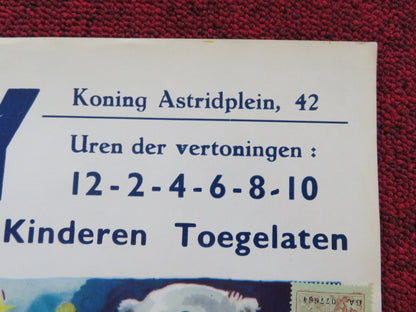 Koning Astridplein, 42
Uren der vertoningen :
12-2-4-6-8-10
Kinderen Toegelaten